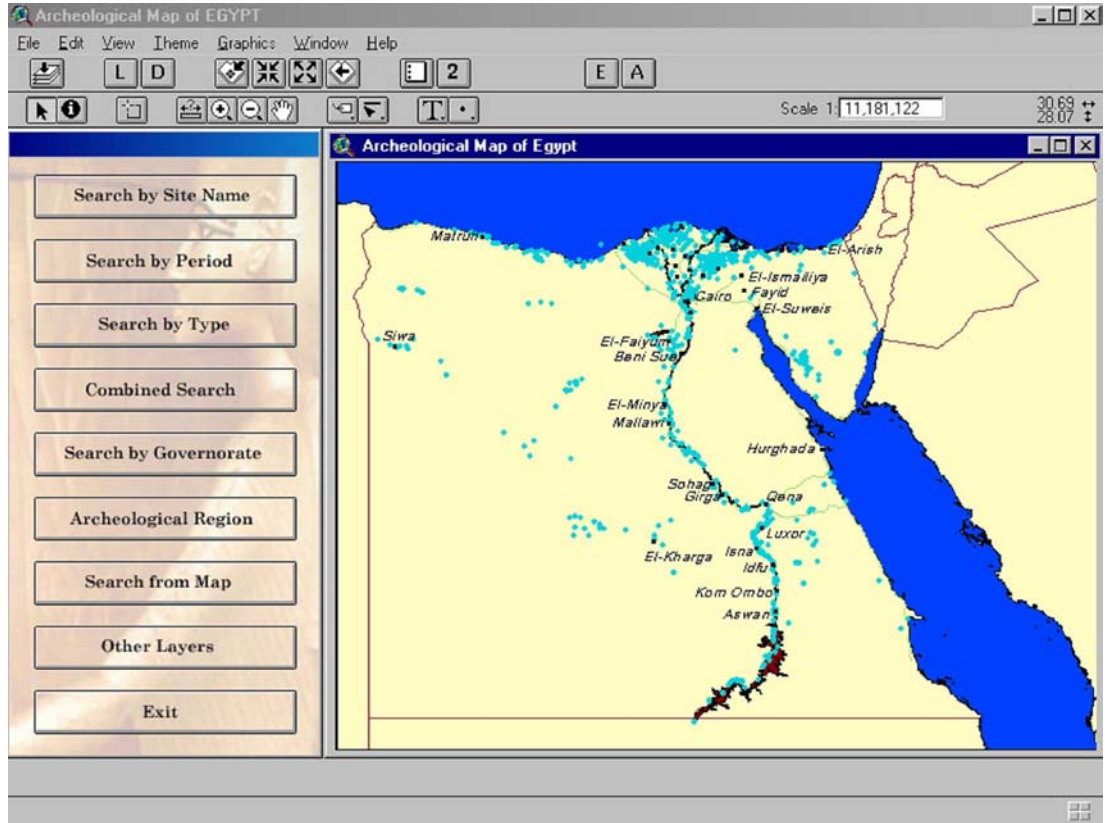 Archeological Map of EGYPT
File Edit View Theme Graphics Window Help
L D 2 E A
T. Scale 1: 11,181,122 30.69
28.07
Archeological Map of Egypt
Search by Site Name
Search by Period
Search by Type
Combined Search
Search by Governorate
Archeological Region
Search from Map
Other Layers
Exit
Matruh
El-Arish
El-Ismailiya
Fayid
Cairo
El-Suweis
Siwa
El-Faiyum
Beni Sue
El-Minya
Mallawi
Hurghada
Sohag
Girga
Qena
Luxor
El-Kharga
Isna
Idfu
Kom Ombo
Aswan